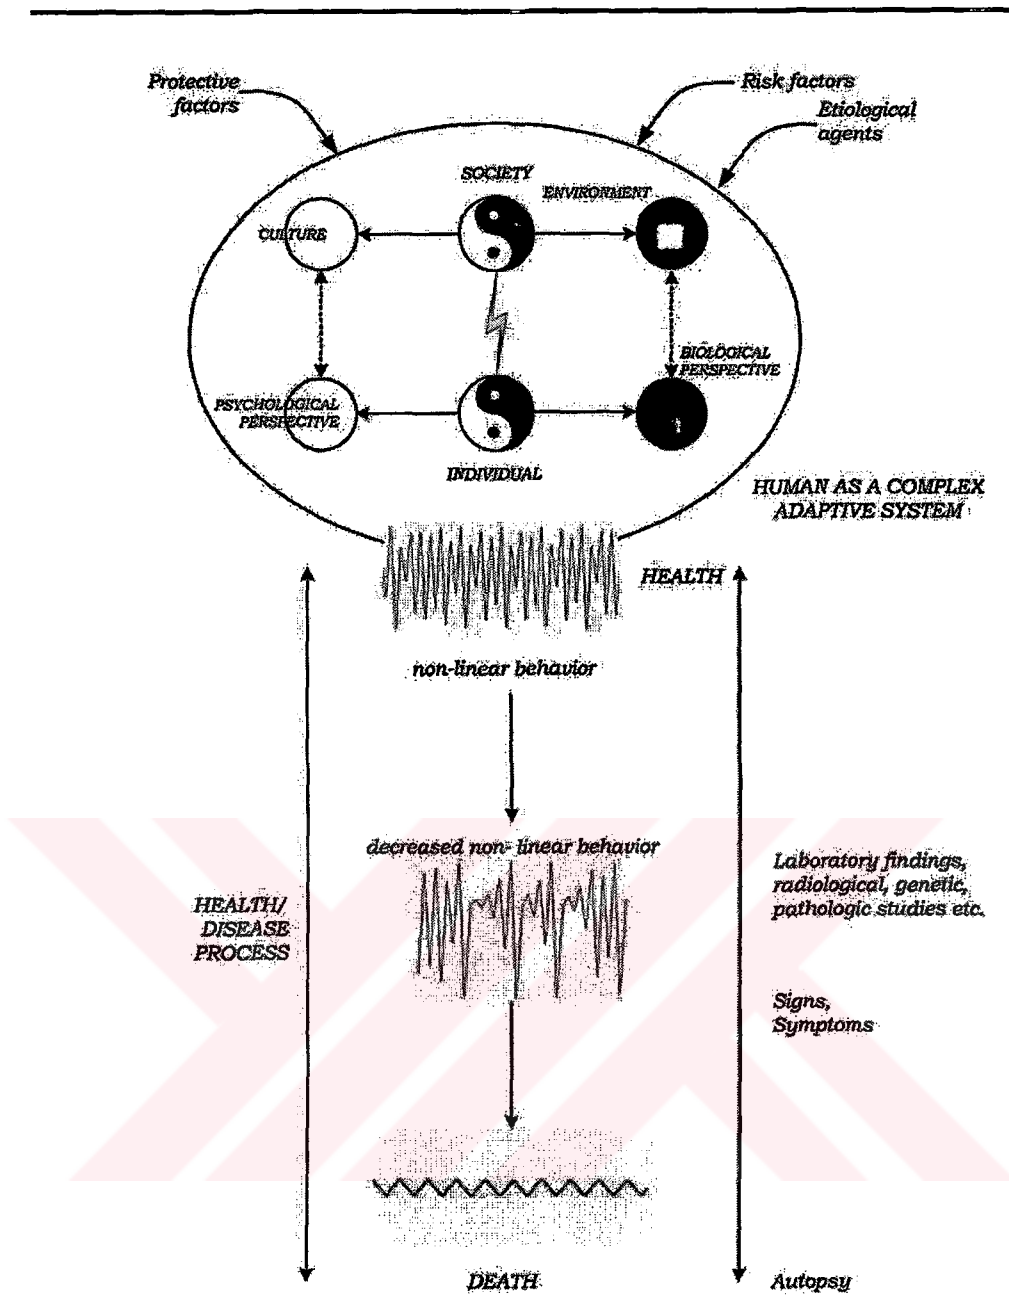 Protective
factors
Risk factors
Etiological
agents
SOCIETY
ENVIRONMENT
CULTURE
BIOLOGICAL
PERSPECTIVE
PSYCHOLOGICAL
PERSPECTIVE
INDIVIDUAL
HUMAN AS A COMPLEX
ADAPTIVE SYSTEM
HEALTH
non-linear behavior
decreased non- linear behavior
HEALTH/
DISEASE
PROCESS
Laboratory findings,
radiological, genetic,
pathologic studies etc.
Signs,
Symptoms
DEATH
Autopsy